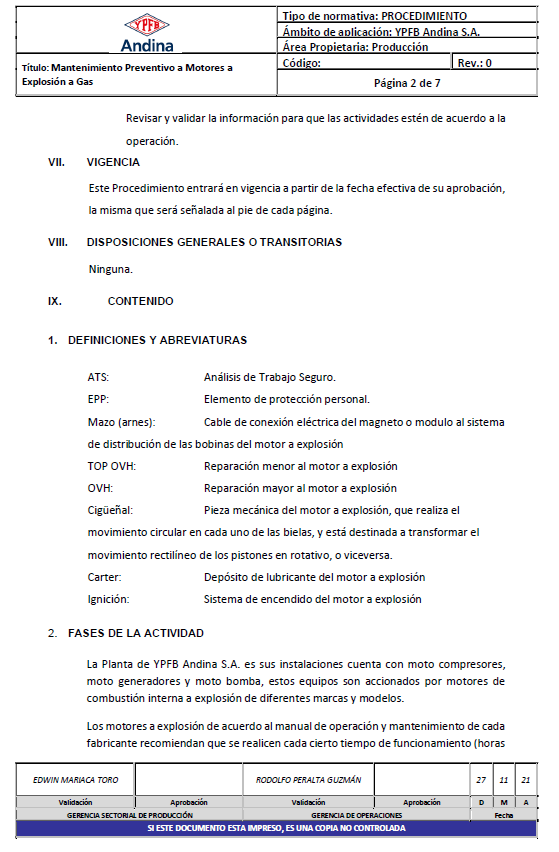 YPFB
Andina
Tipo de normativa: PROCEDIMIENTO
Ámbito de aplicación: YPFB Andina S.A.
Área Propietaria: Producción
Título: Mantenimiento Preventivo a Motores a
Explosión a Gas
Código:
Rev.: 0
Página 2 de 7
Revisar y validar la información para que las actividades estén de acuerdo a la
operación.
VII. VIGENCIA
Este Procedimiento entrará en vigencia a partir de la fecha efectiva de su aprobación,
la misma que será señalada al pie de cada página.
VIII. DISPOSICIONES GENERALES O TRANSITORIAS
Ninguna.
IX. CONTENIDO
1. DEFINICIONES Y ABREVIATURAS
ATS: Análisis de Trabajo Seguro.
EPP: Elemento de protección personal.
Mazo (arnes): Cable de conexión eléctrica del magneto o modulo al sistema
de distribución de las bobinas del motor a explosión
TOP OVH: Reparación menor al motor a explosión
OVH: Reparación mayor al motor a explosión
Cigüeñal: Pieza mecánica del motor a explosión, que realiza el
movimiento circular en cada uno de las bielas, y está destinada a transformar el
movimiento rectilíneo de los pistones en rotativo, o viceversa.
Carter: Depósito de lubricante del motor a explosión
Ignición: Sistema de encendido del motor a explosión
2. FASES DE LA ACTIVIDAD
La Planta de YPFB Andina S.A. es sus instalaciones cuenta con moto compresores,
moto generadores y moto bomba, estos equipos son accionados por motores de
combustión interna a explosión de diferentes marcas y modelos.
Los motores a explosión de acuerdo al manual de operación y mantenimiento de cada
fabricante recomiendan que se realicen cada cierto tiempo de funcionamiento (horas
EDWIN MARIACA TORO RODOLFO PERALTA GUZMÁN 27 11 21
Validación Aprobación Validación Aprobación D M A
GERENCIA SECTORIAL DE PRODUCCIÓN GERENCIA DE OPERACIONES Fecha
SI ESTE DOCUMENTO ESTA IMPRESO, ES UNA COPIA NO CONTROLADA